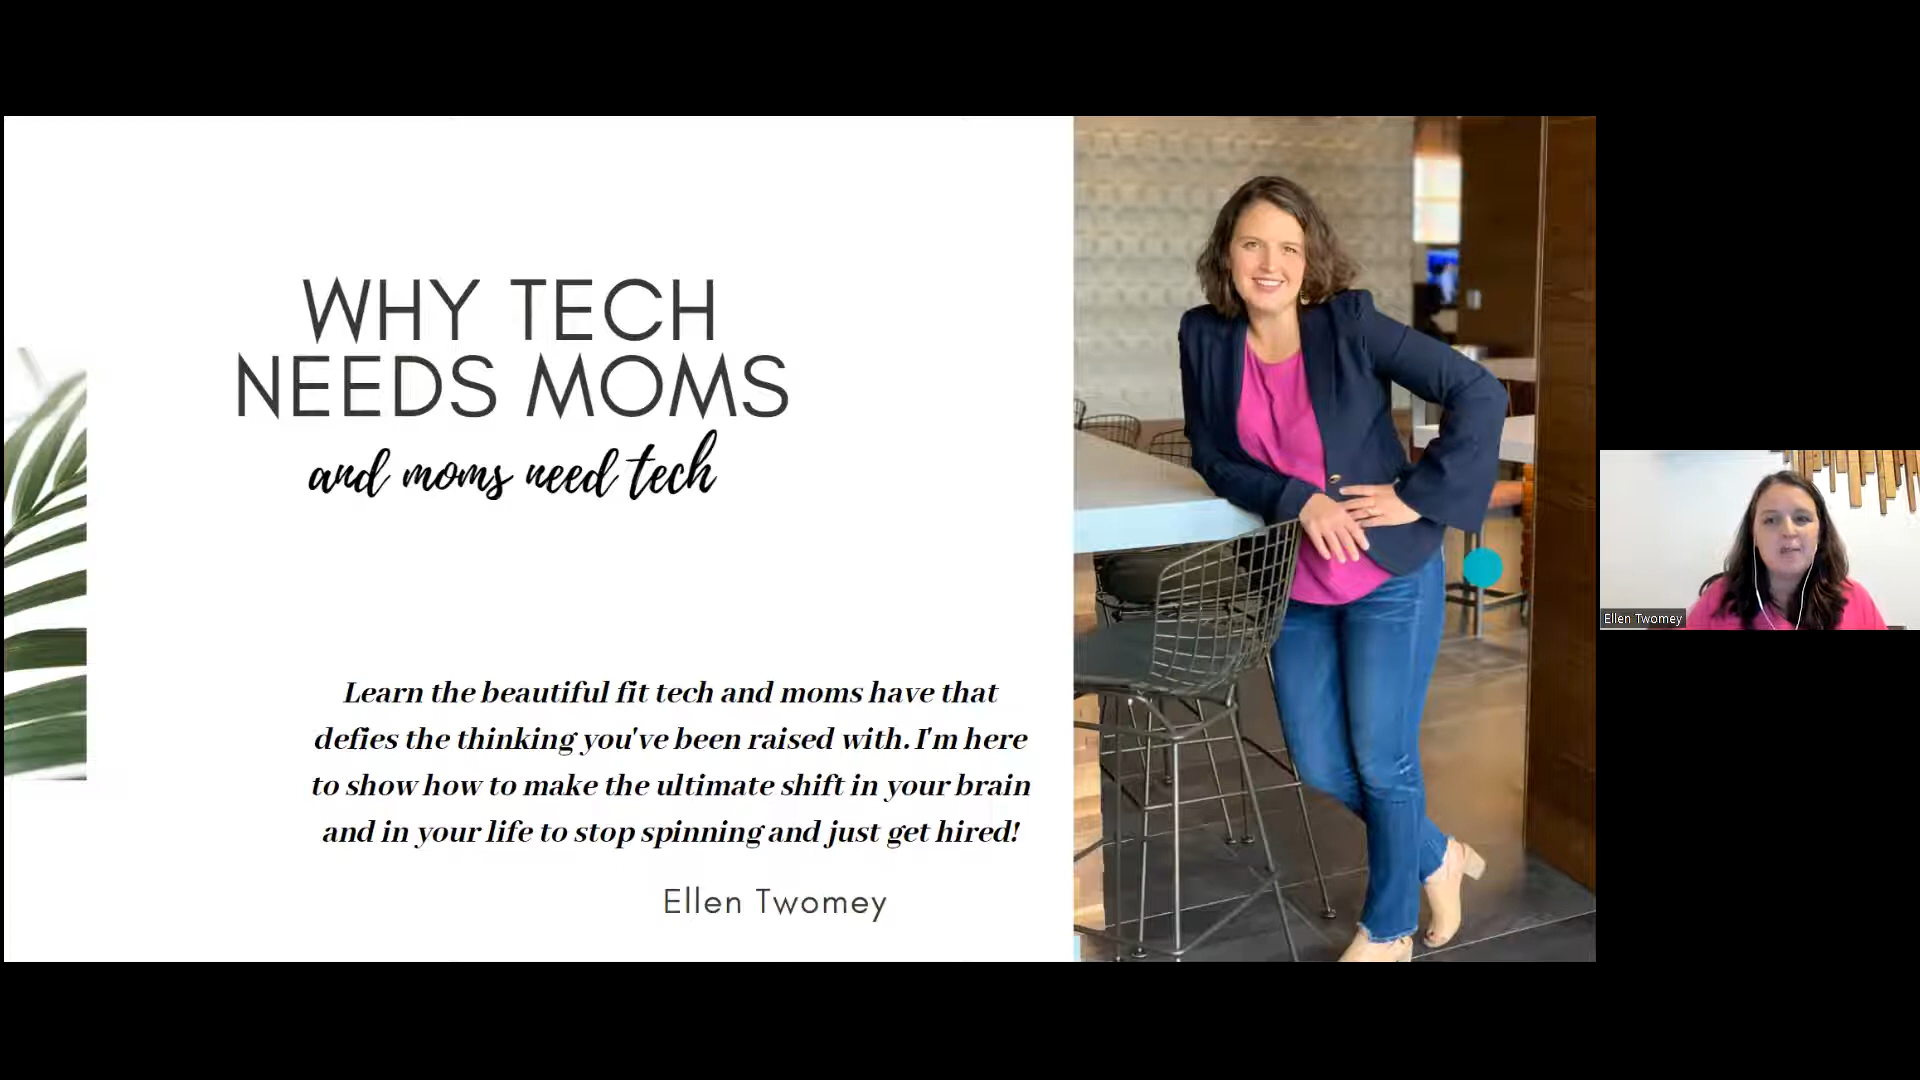 WHY TECH
NEEDS MOMS
and moms need tech
Learn the beautiful fit tech and moms have that
defies the thinking you've been raised with. I'm here
to show how to make the ultimate shift in your brain
and in your life to stop spinning and just get hired!
Ellen Twomey
Ellen Twomey